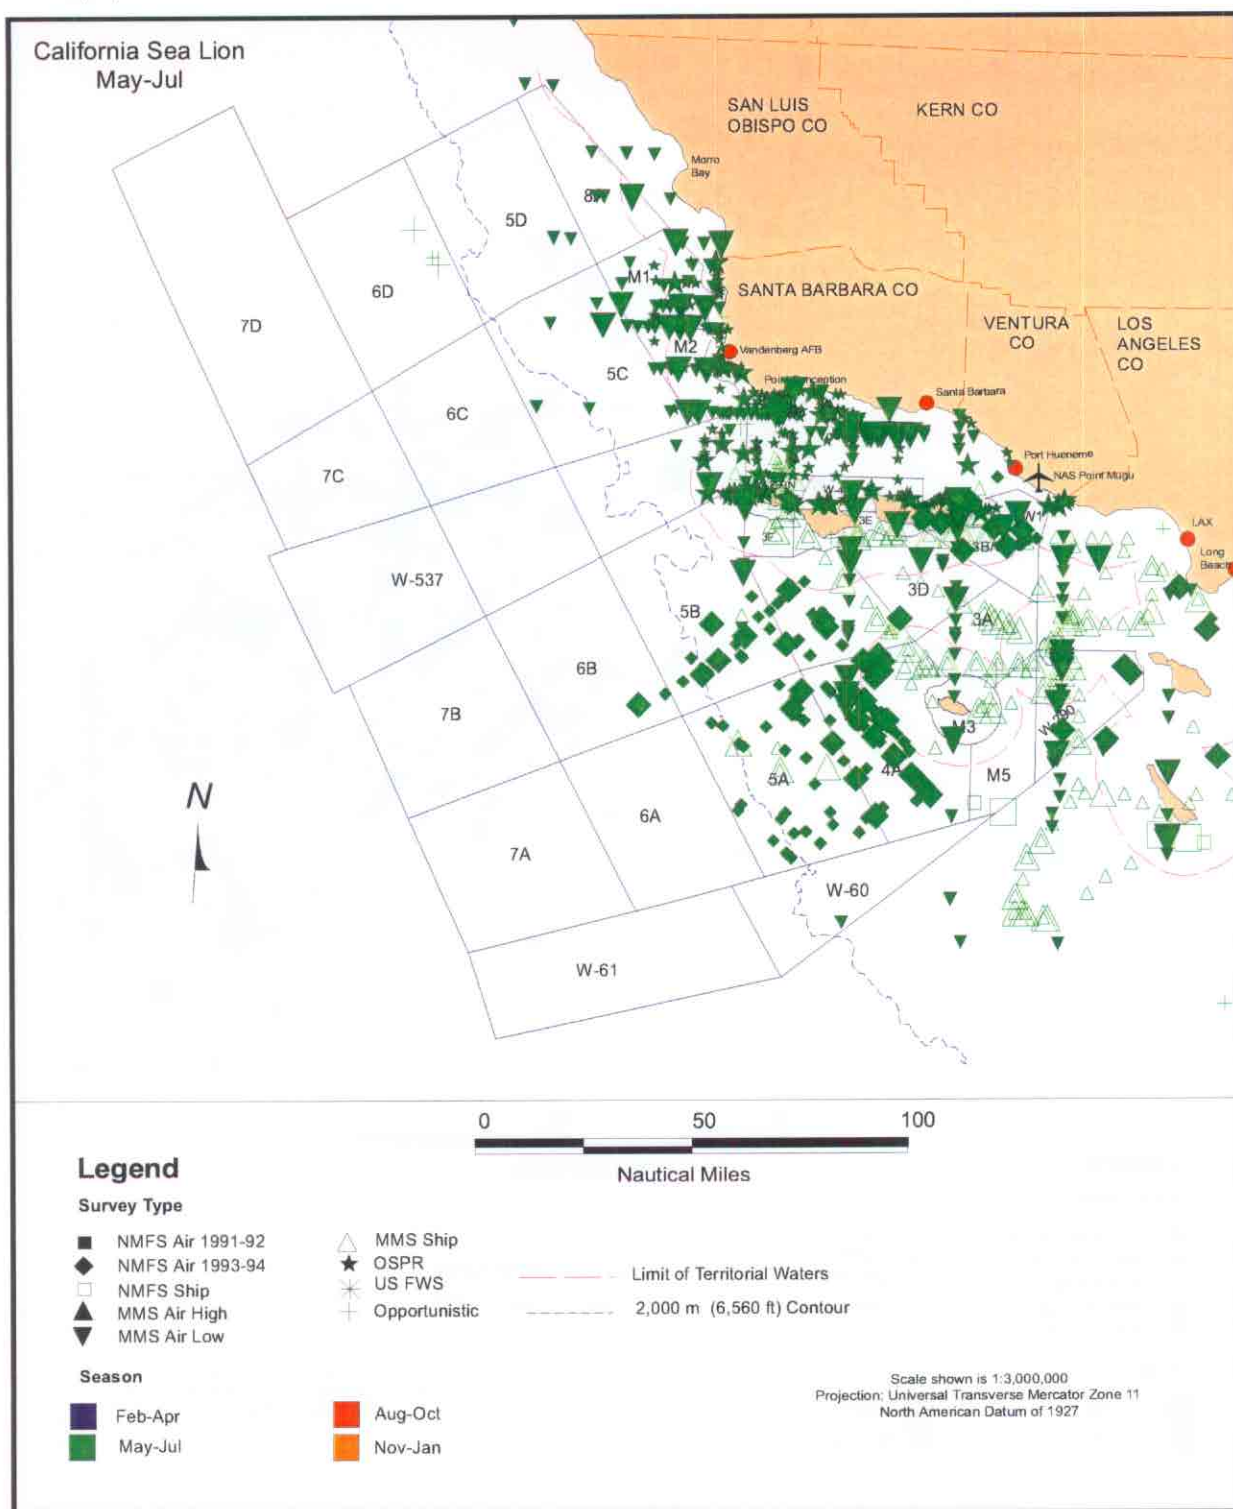 California Sea Lion
May-Jul
SAN LUIS
OBISPO CO
KERN CO
Morro
Bay
5D
M1
SANTA BARBARA CO
6D
7D
VENTURA
CO
LOS
ANGELES
CO
M2
Vandenberg AFB
5C
Point Conception
Santa Barbara
6C
Port Hueneme
NAS Point Mugu
7C
W1
LAX
3E
3F
Long
Beach
W-537
3D
5B
3A
6B
7B
M3
5A
4A
M5
N
6A
7A
W-60
W-61
0
50
100
Nautical Miles
Legend
Survey Type
NMFS Air 1991-92
NMFS Air 1993-94
NMFS Ship
MMS Air High
MMS Air Low
MMS Ship
OSPR
US FWS
Opportunistic
Limit of Territorial Waters
2,000 m (6,560 ft) Contour
Season
Feb-Apr
May-Jul
Aug-Oct
Nov-Jan
Scale shown is 1:3,000,000
Projection: Universal Transverse Mercator Zone 11
North American Datum of 1927